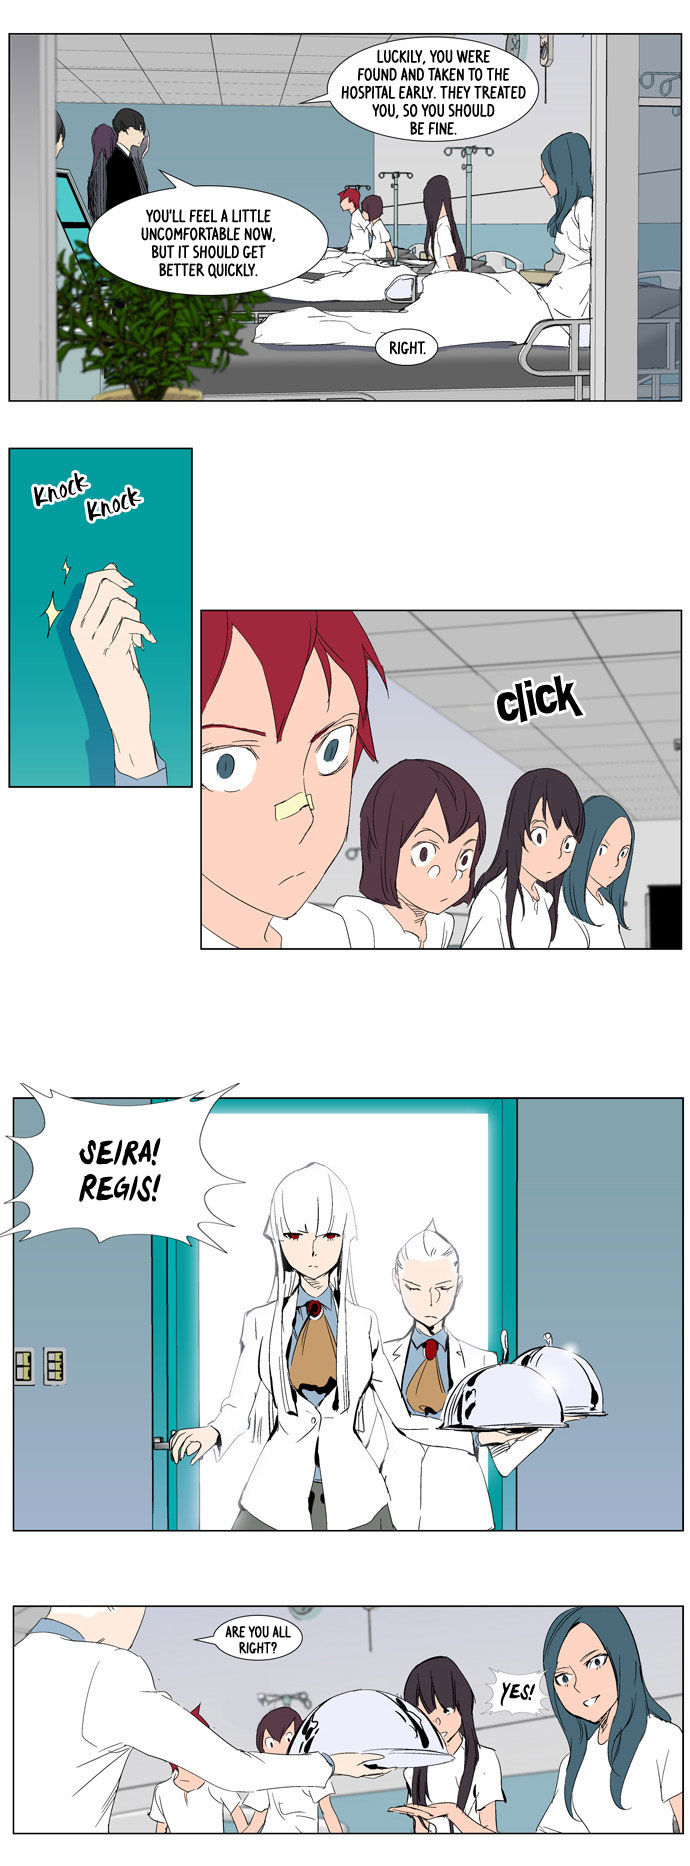 LUCKILY, YOU WERE
FOUND AND TAKEN TO THE
HOSPITAL EARLY. THEY TREATED
YOU, SO YOU SHOULD
BE FINE.
YOU'LL FEEL A LITTLE
UNCOMFORTABLE NOW,
BUT IT SHOULD GET
BETTER QUICKLY.
RIGHT.
Knock
Knock
click
SEIRA!
REGIS!
ARE YOU ALL
RIGHT?
YES!